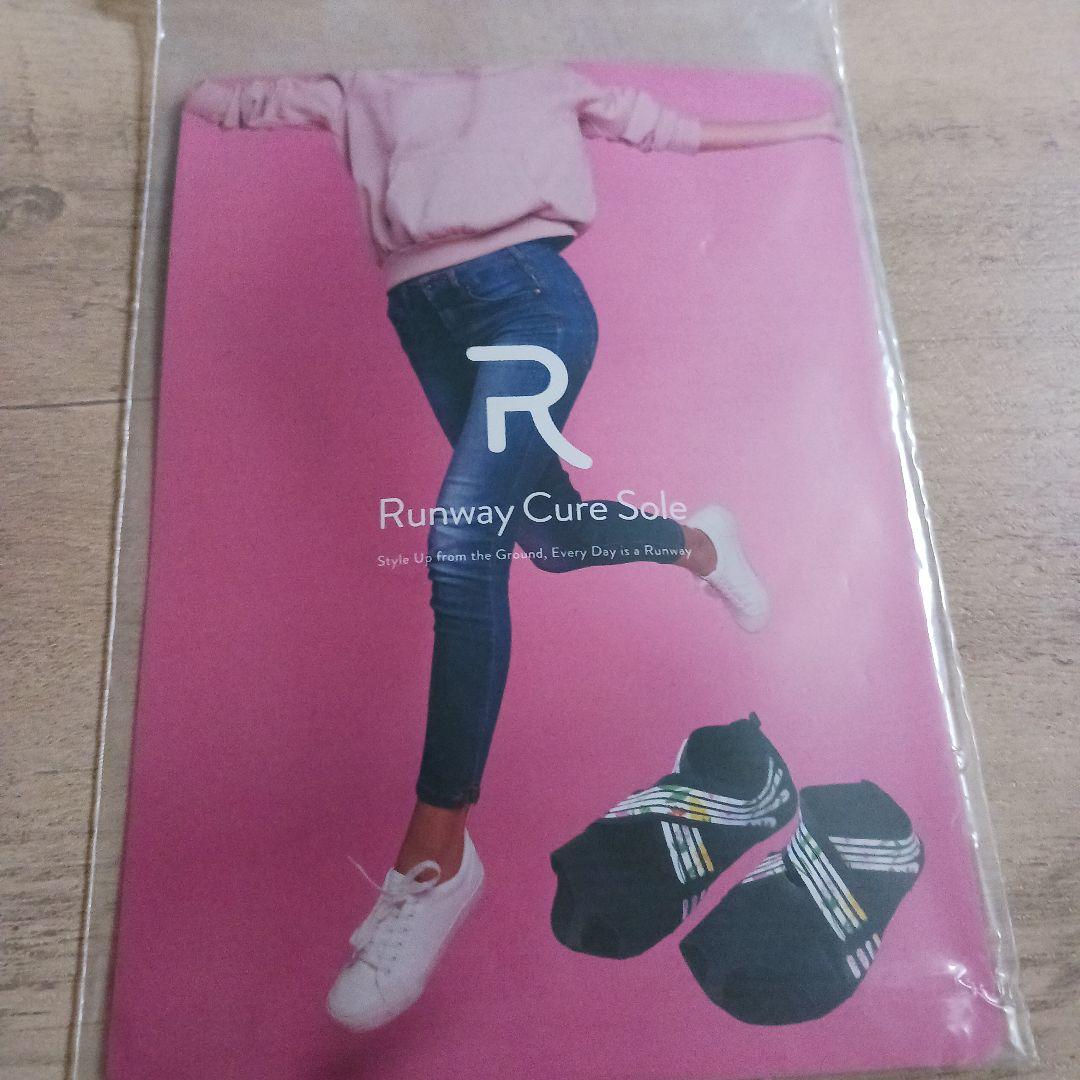 R
Runway Cure Sole
Style Up from the Ground, Every Day is a Runway